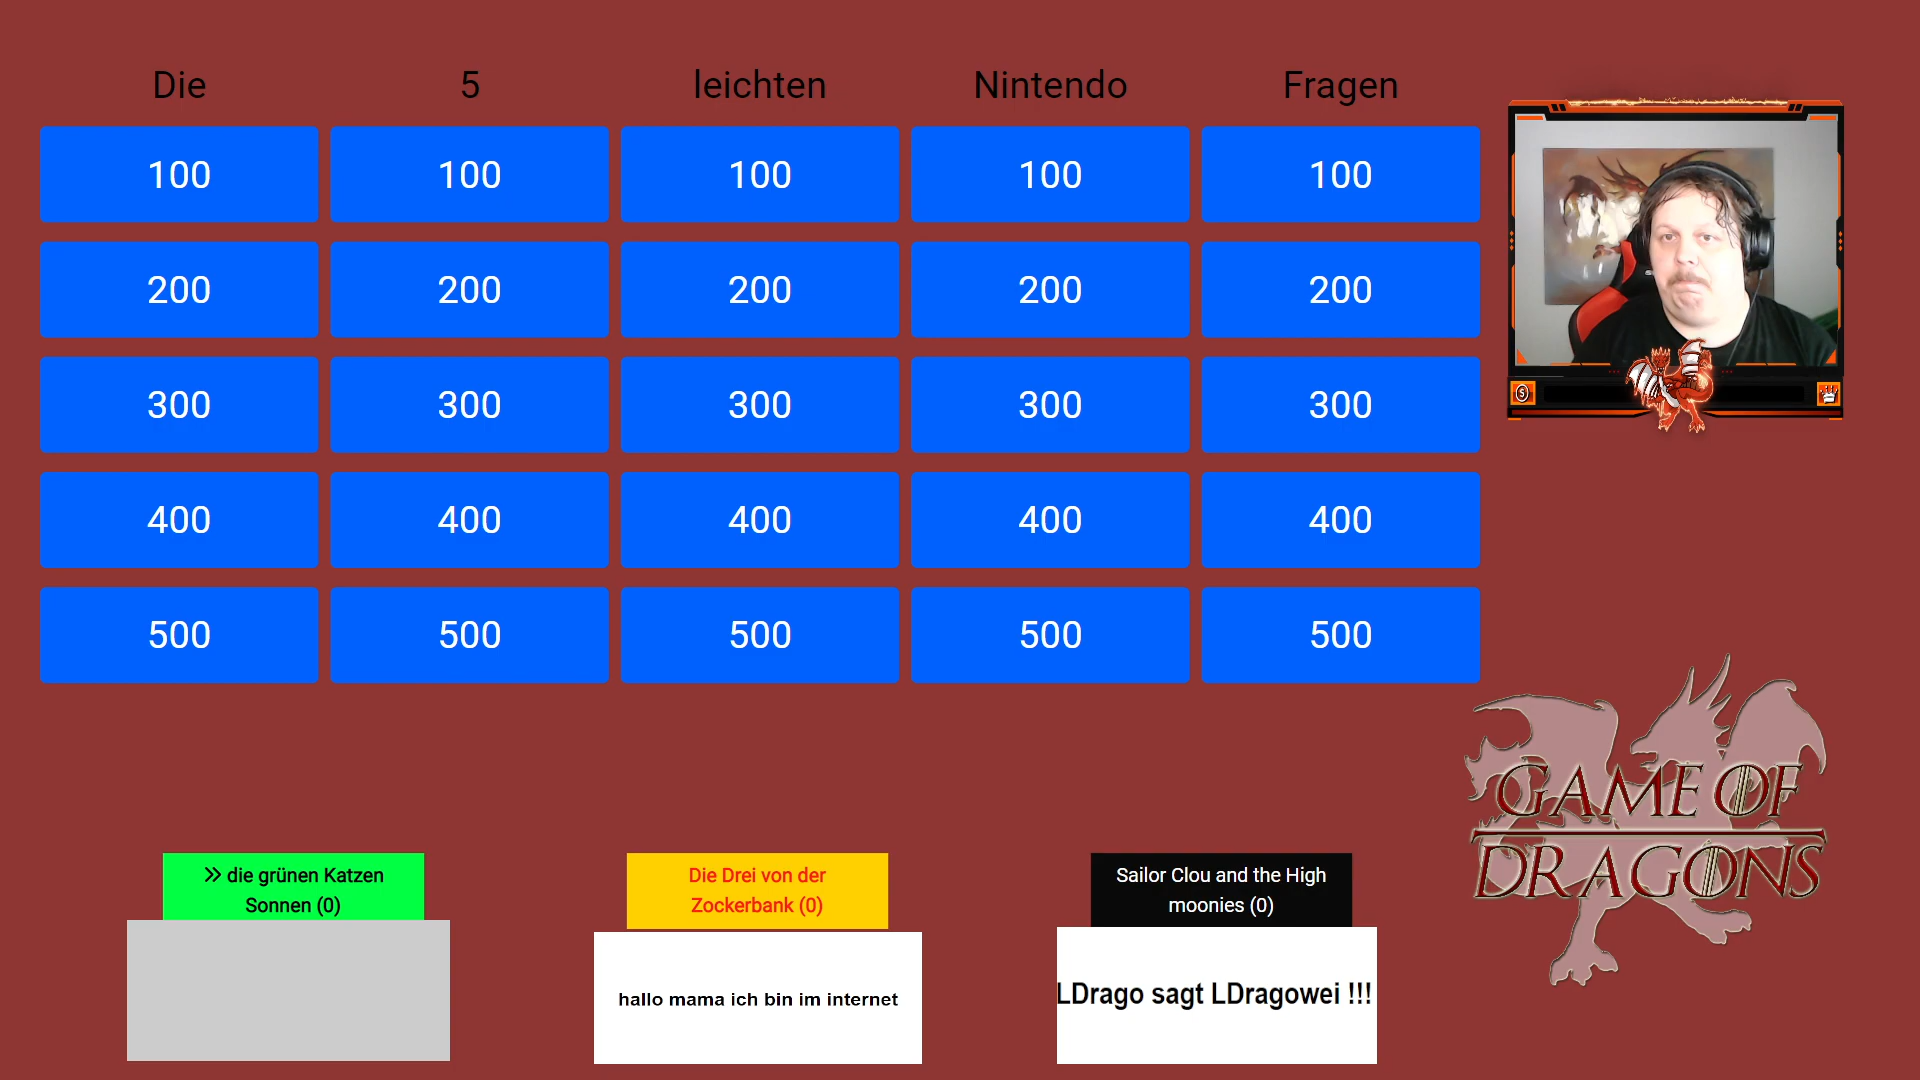 Die 5 leichten Nintendo Fragen
100 100 100 100 100
200 200 200 200 200
300 300 300 300 300
400 400 400 400 400
500 500 500 500 500
GAME OF
DRAGONS
» die grünen Katzen
Sonnen (0)
Die Drei von der
Zockerbank (0)
Sailor Clou and the High
moonies (0)
hallo mama ich bin im internet
LDrago sagt LDragowei !!!